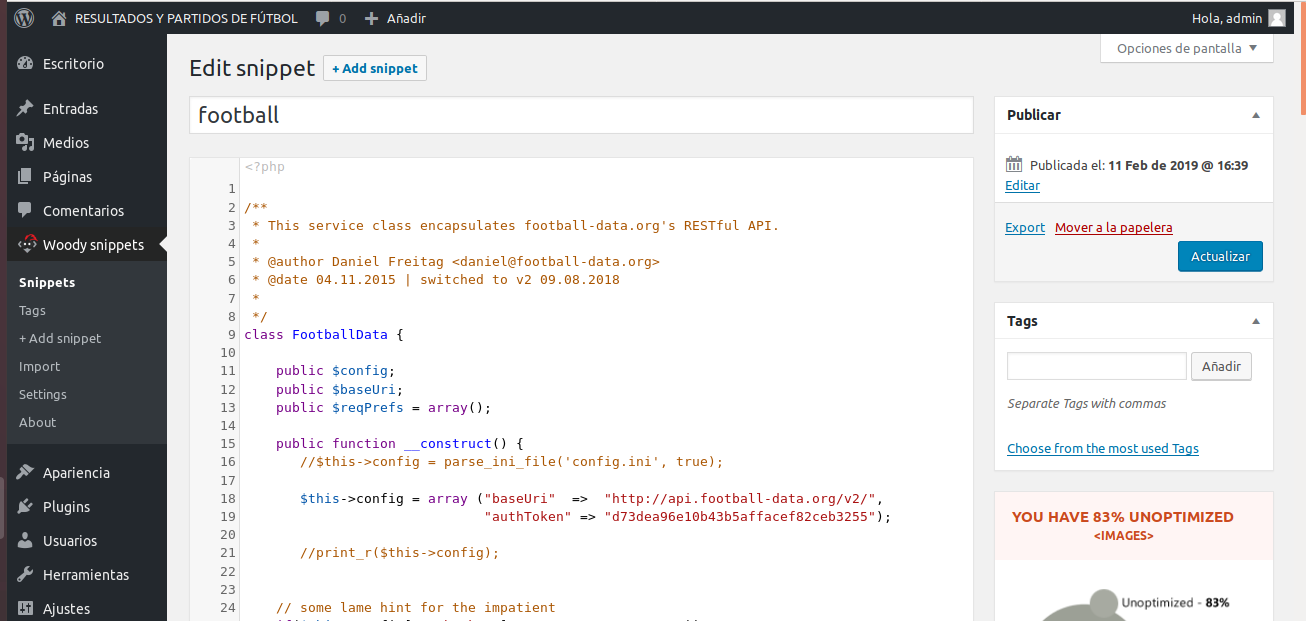 RESULTADOS Y PARTIDOS DE FÚTBOL 0 Añadir Hola, admin
Opciones de pantalla
Escritorio
Entradas
Medios
Páginas
Comentarios
Woody snippets
Snippets
Tags
+ Add snippet
Import
Settings
About
Apariencia
Plugins
Usuarios
Herramientas
Ajustes
Edit snippet + Add snippet
football
<?php
1
2 /**
3 * This service class encapsulates football-data.org's RESTful API.
4 *
5 * @author Daniel Freitag <daniel@football-data.org>
6 * @date 04.11.2015 | switched to v2 09.08.2018
7 *
8 */
9 class FootballData {
10
11 public $config;
12 public $baseUri;
13 public $reqPrefs = array();
14
15 public function __construct() {
16 //$this->config = parse_ini_file('config.ini', true);
17
18 $this->config = array ("baseUri" => "http://api.football-data.org/v2/",
19 "authToken" => "d73dea96e10b43b5affacef82ceb3255");
20
21 //print_r($this->config);
22
23
24 // some lame hint for the impatient
Publicar
Publicada el: 11 Feb de 2019 @ 16:39
Editar
Export Mover a la papelera
Actualizar
Tags
Añadir
Separate Tags with commas
Choose from the most used Tags
YOU HAVE 83% UNOPTIMIZED
<IMAGES>
Unoptimized - 83%